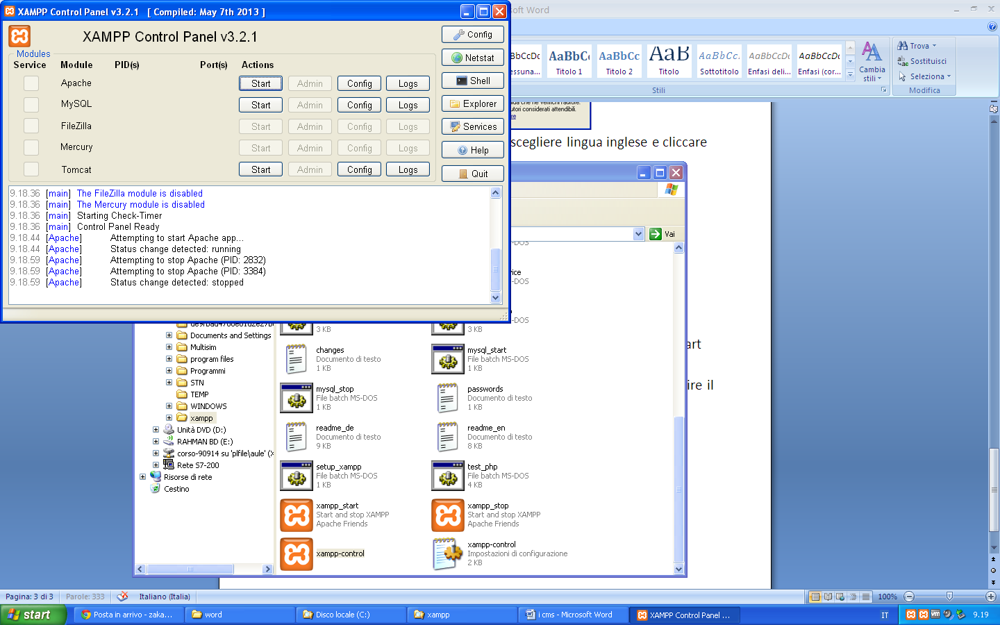 XAMPP Control Panel v3.2.1 [ Compiled: May 7th 2013 ]
XAMPP Control Panel v3.2.1
Config
Netstat
Shell
Explorer
Services
Help
Quit
Modules
Service Module PID(s) Port(s) Actions
Apache Start Admin Config Logs
MySQL Start Admin Config Logs
FileZilla Start Admin Config Logs
Mercury Start Admin Config Logs
Tomcat Start Admin Config Logs
9.18.36 [main] The FileZilla module is disabled
9.18.36 [main] The Mercury module is disabled
9.18.36 [main] Starting Check-Timer
9.18.36 [main] Control Panel Ready
9.18.44 [Apache] Attempting to start Apache app...
9.18.44 [Apache] Status change detected: running
9.18.59 [Apache] Attempting to stop Apache (PID: 2832)
9.18.59 [Apache] Attempting to stop Apache (PID: 3384)
9.18.59 [Apache] Status change detected: stopped
soft Word
bCcDc AaBbC AaBbCc AaB AaBbCc. AaBbCcDc AaBbCcDc
essuna... Titolo 1 Titolo 2 Titolo Sottotitolo Enfasi deli... Enfasi (cor...
Cambia
stili
Stili
Trova
Sostituisci
Seleziona
Modifica
utori considerati attendibili.
scegliere lingua inglese e cliccare
Vai
DOS
vice
DOS
DOS
3 KB 3 KB
art
ire il
Documents and Settings
Multisim
program files
Programmi
STN
TEMP
WINDOWS
xampp
Unità DVD (D:)
RAHMAN BD (E:)
corso-90914 su 'plfile\aule' (X
Rete S7-200
Risorse di rete
Cestino
changes
Documento di testo
1 KB
mysql_start
File batch MS-DOS
1 KB
mysql_stop
File batch MS-DOS
1 KB
passwords
Documento di testo
1 KB
readme_de
Documento di testo
9 KB
readme_en
Documento di testo
8 KB
setup_xampp
File batch MS-DOS
1 KB
test_php
File batch MS-DOS
4 KB
xampp_start
Start and stop XAMPP
Apache Friends
xampp_stop
Start and stop XAMPP
Apache Friends
xampp-control
xampp-control
Impostazioni di configurazione
2 KB
Pagina: 3 di 3 Parole: 333 Italiano (Italia) 100%
start Posta in arrivo - zaka... word Disco locale (C:) xampp i cms - Microsoft Word XAMPP Control Panel ... IT 9.19